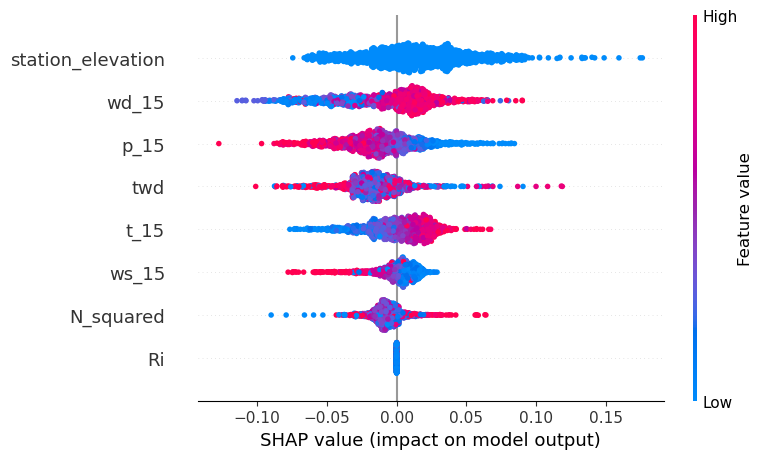 High
station_elevation
wd_15
p_15
twd
t_15
ws_15
N_squared
Ri
Feature value
Low
−0.10 −0.05 0.00 0.05 0.10 0.15
SHAP value (impact on model output)